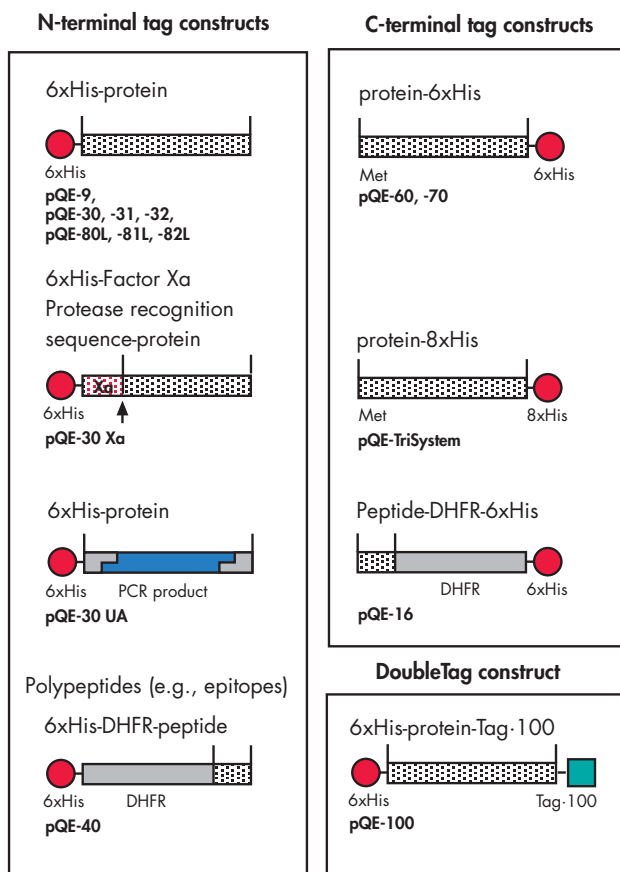 N-terminal tag constructs
6xHis-protein
6xHis
pQE-9,
pQE-30, -31, -32,
pQE-80L, -81L, -82L
6xHis-Factor Xa
Protease recognition
sequence-protein
Xa
6xHis
pQE-30 Xa
6xHis-protein
6xHis
PCR product
pQE-30 UA
Polypeptides (e.g., epitopes)
6xHis-DHFR-peptide
6xHis
DHFR
pQE-40
C-terminal tag constructs
protein-6xHis
Met
6xHis
pQE-60, -70
protein-8xHis
Met
8xHis
pQE-TriSystem
Peptide-DHFR-6xHis
DHFR
6xHis
pQE-16
DoubleTag construct
6xHis-protein-Tag·100
6xHis
Tag·100
pQE-100